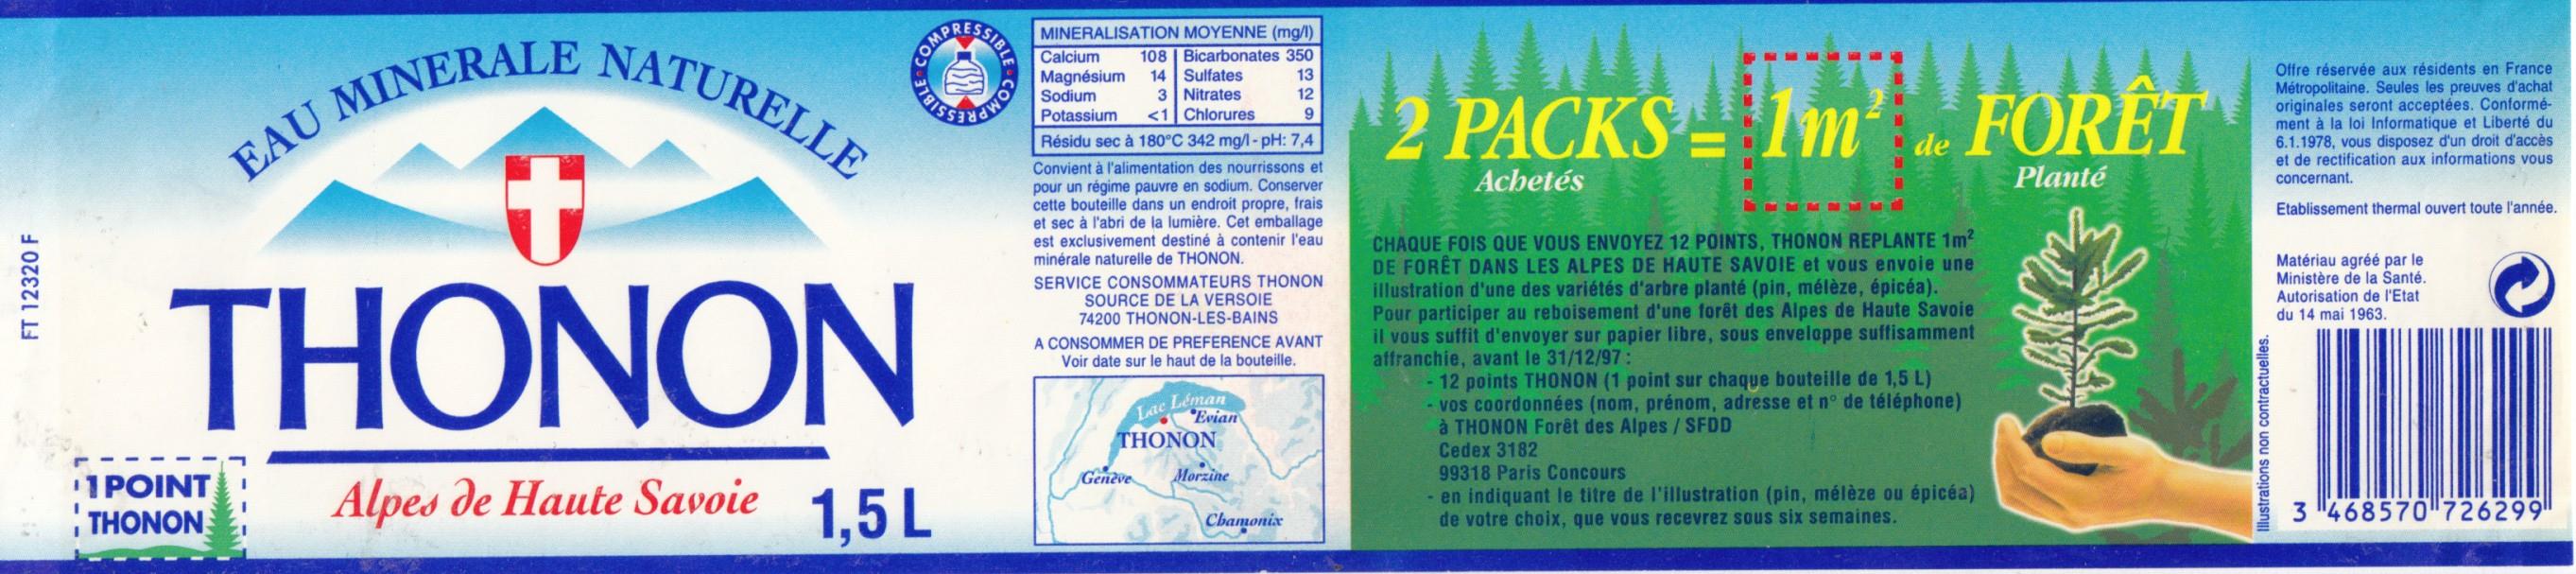 FT 12320 F
EAU MINERALE NATURELLE
THONON
Alpes de Haute Savoie
1,5 L
1 POINT
THONON
COMPRESSIBLE • COMPRESSIBLE •
MINERALISATION MOYENNE (mg/l)
Calcium 108 Bicarbonates 350
Magnésium 14 Sulfates 13
Sodium 3 Nitrates 12
Potassium <1 Chlorures 9
Résidu sec à 180°C 342 mg/l - pH: 7,4
Convient à l'alimentation des nourrissons et
pour un régime pauvre en sodium. Conserver
cette bouteille dans un endroit propre, frais
et sec à l'abri de la lumière. Cet emballage
est exclusivement destiné à contenir l'eau
minérale naturelle de THONON.
SERVICE CONSOMMATEURS THONON
SOURCE DE LA VERSOIE
74200 THONON-LES-BAINS
A CONSOMMER DE PREFERENCE AVANT
Voir date sur le haut de la bouteille.
Lac Léman
Evian
THONON
Genève
Morzine
Chamonix
2 PACKS = 1m² de FORÊT
Achetés
Planté
CHAQUE FOIS QUE VOUS ENVOYEZ 12 POINTS, THONON REPLANTE 1m²
DE FORÊT DANS LES ALPES DE HAUTE SAVOIE et vous envoie une
illustration d'une des variétés d'arbre planté (pin, mélèze, épicéa).
Pour participer au reboisement d'une forêt des Alpes de Haute Savoie
il vous suffit d'envoyer sur papier libre, sous enveloppe suffisamment
affranchie, avant le 31/12/97 :
- 12 points THONON (1 point sur chaque bouteille de 1,5 L)
- vos coordonnées (nom, prénom, adresse et n° de téléphone)
à THONON Forêt des Alpes / SFDD
Cedex 3182
99318 Paris Concours
- en indiquant le titre de l'illustration (pin, mélèze ou épicéa)
de votre choix, que vous recevrez sous six semaines.
Illustrations non contractuelles.
Offre réservée aux résidents en France
Métropolitaine. Seules les preuves d'achat
originales seront acceptées. Conformé-
ment à la loi Informatique et Liberté du
6.1.1978, vous disposez d'un droit d'accès
et de rectification aux informations vous
concernant.
Etablissement thermal ouvert toute l'année.
Matériau agréé par le
Ministère de la Santé.
Autorisation de l'Etat
du 14 mai 1963.
3 468570 726299